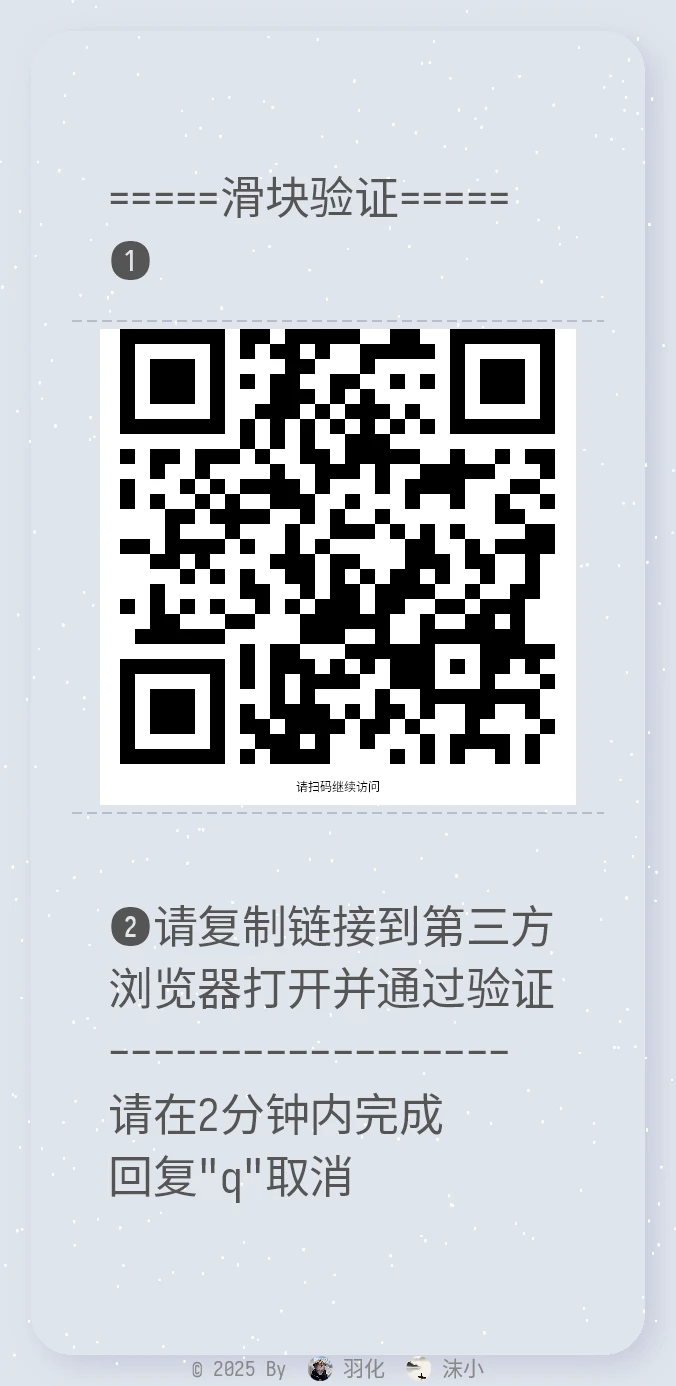 =====滑块验证=====
❶
请扫码继续访问
❷请复制链接到第三方
浏览器打开并通过验证
------------------
请在2分钟内完成
回复"q"取消
© 2025 By 羽化 沫小